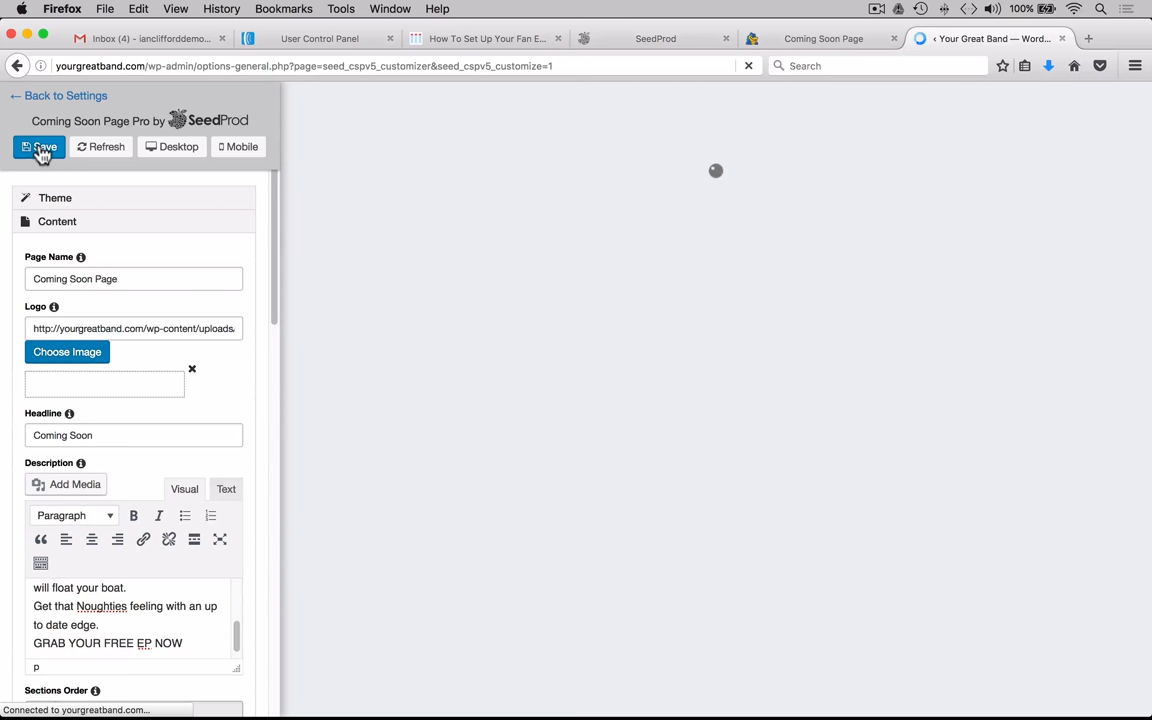 Firefox File Edit View History Bookmarks Tools Window Help 100%
Inbox (4) - ianclifforddemo... User Control Panel How To Set Up Your Fan E... SeedProd Coming Soon Page ‹ Your Great Band — Word...
yourgreatband.com/wp-admin/options-general.php?page=seed_cspv5_customizer&seed_cspv5_customize=1 Search
← Back to Settings
Coming Soon Page Pro by SeedProd
Save Refresh Desktop Mobile
Theme
Content
Page Name
Coming Soon Page
Logo
http://yourgreatband.com/wp-content/uploads
Choose Image
Headline
Coming Soon
Description
Add Media Visual Text
Paragraph B I
will float your boat.
Get that Noughties feeling with an up
to date edge.
GRAB YOUR FREE EP NOW
p
Sections Order
Connected to yourgreatband.com...